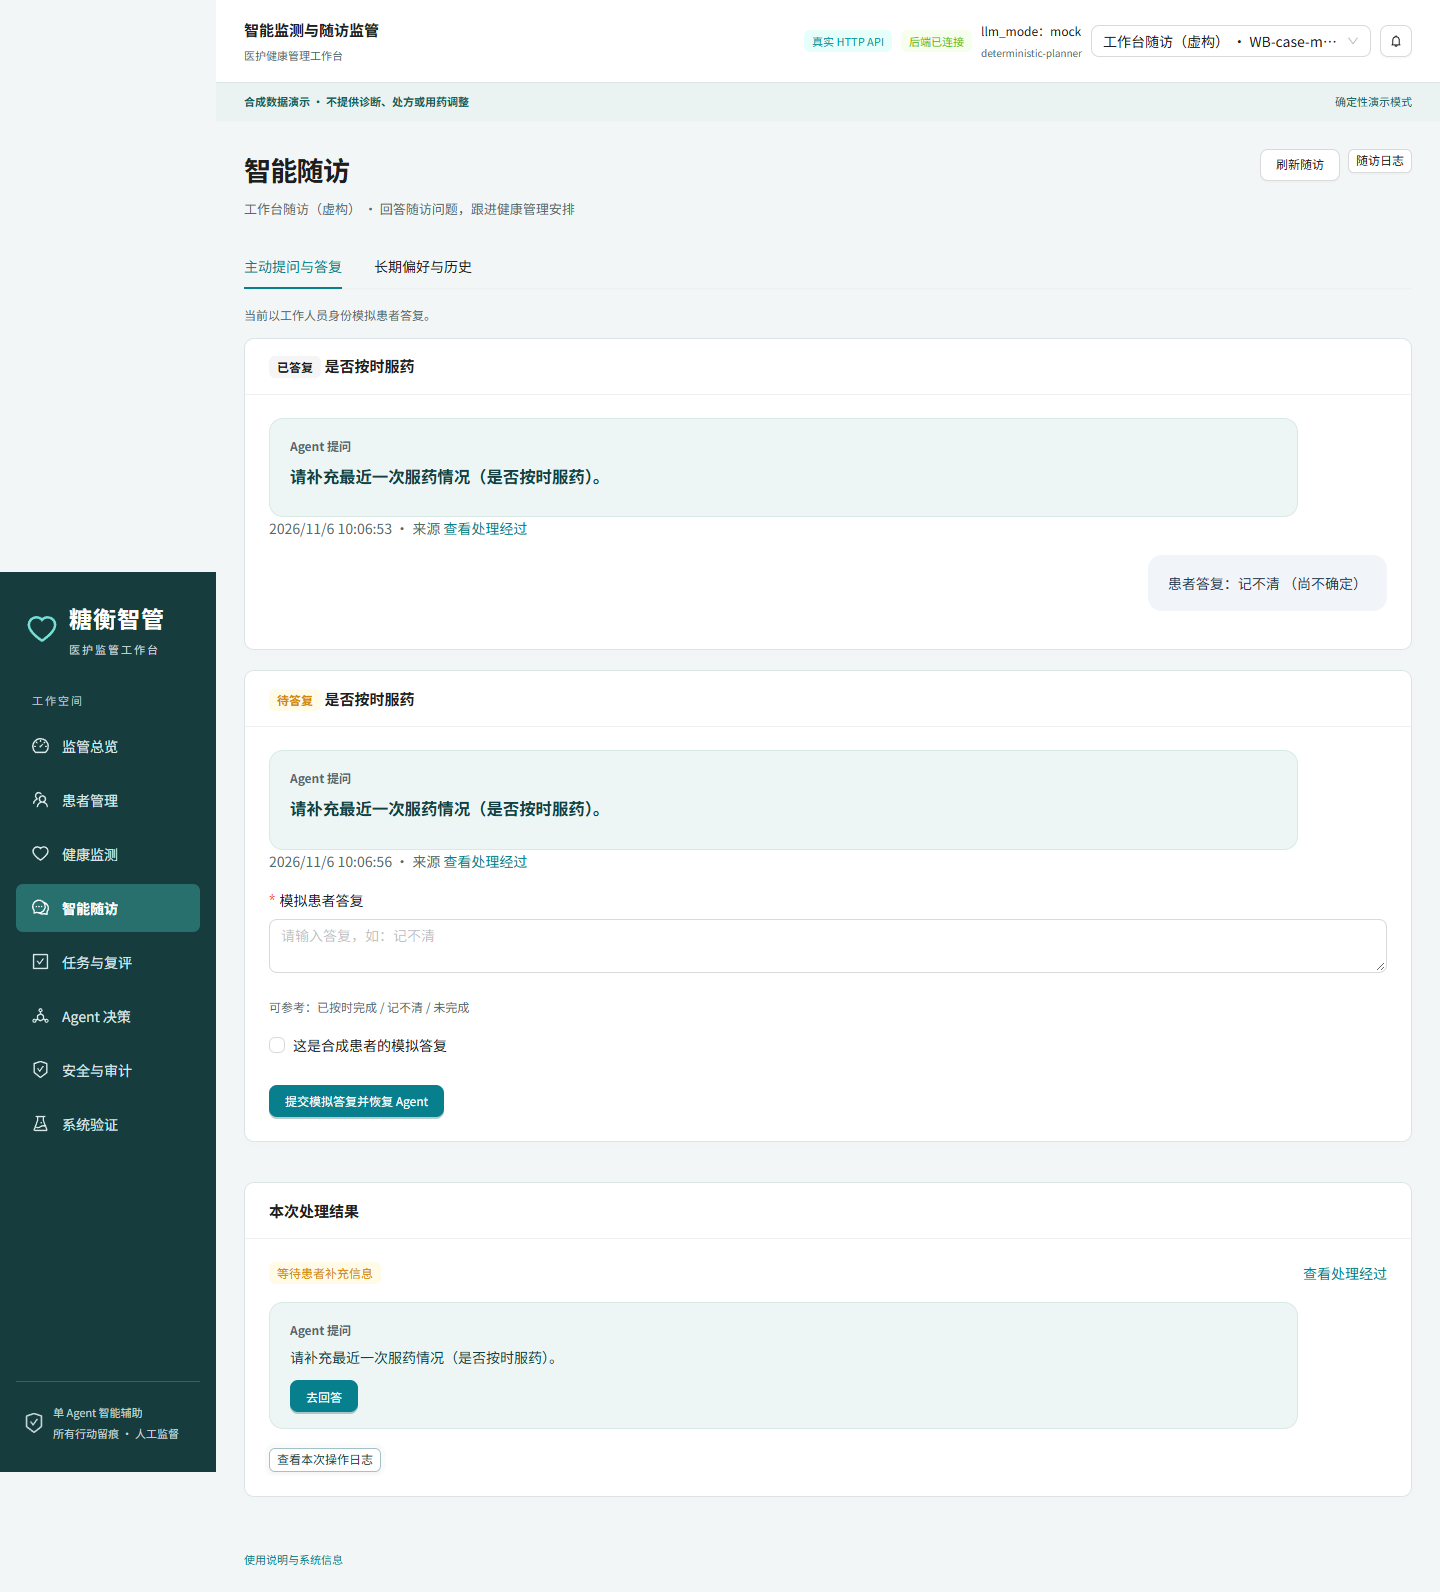 智能监测与随访监管
医护健康管理工作台
真实 HTTP API
后端已连接
llm_mode：mock
deterministic-planner
工作台随访（虚构） · WB-case-m···
合成数据演示 · 不提供诊断、处方或用药调整
确定性演示模式
智能随访
工作台随访（虚构） · 回答随访问题，跟进健康管理安排
刷新随访
随访日志
主动提问与答复
长期偏好与历史
当前以工作人员身份模拟患者答复。
已答复 是否按时服药
Agent 提问
请补充最近一次服药情况（是否按时服药）。
2026/11/6 10:06:53 · 来源 查看处理经过
患者答复：记不清 （尚不确定）
待答复 是否按时服药
Agent 提问
请补充最近一次服药情况（是否按时服药）。
2026/11/6 10:06:56 · 来源 查看处理经过
* 模拟患者答复
请输入答复，如：记不清
可参考：已按时完成 / 记不清 / 未完成
这是合成患者的模拟答复
提交模拟答复并恢复 Agent
本次处理结果
等待患者补充信息
查看处理经过
Agent 提问
请补充最近一次服药情况（是否按时服药）。
去回答
查看本次操作日志
使用说明与系统信息
糖衡智管
医护监管工作台
工作空间
监管总览
患者管理
健康监测
智能随访
任务与复评
Agent 决策
安全与审计
系统验证
单 Agent 智能辅助
所有行动留痕 · 人工监督